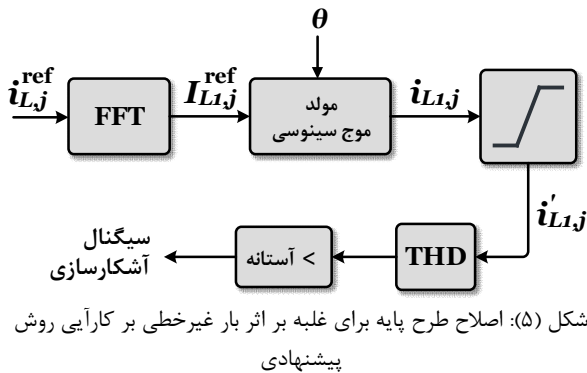 θ
i_{L,j}^{ref}
FFT
I_{L1,j}^{ref}
مولد
موج سینوسی
i_{L1,j}
i'_{L1,j}
THD
> آستانه
سیگنال
آشکارسازی
شکل (۵): اصلاح طرح پایه برای غلبه بر اثر بار غیرخطی بر کارآیی روش
پیشنهادی